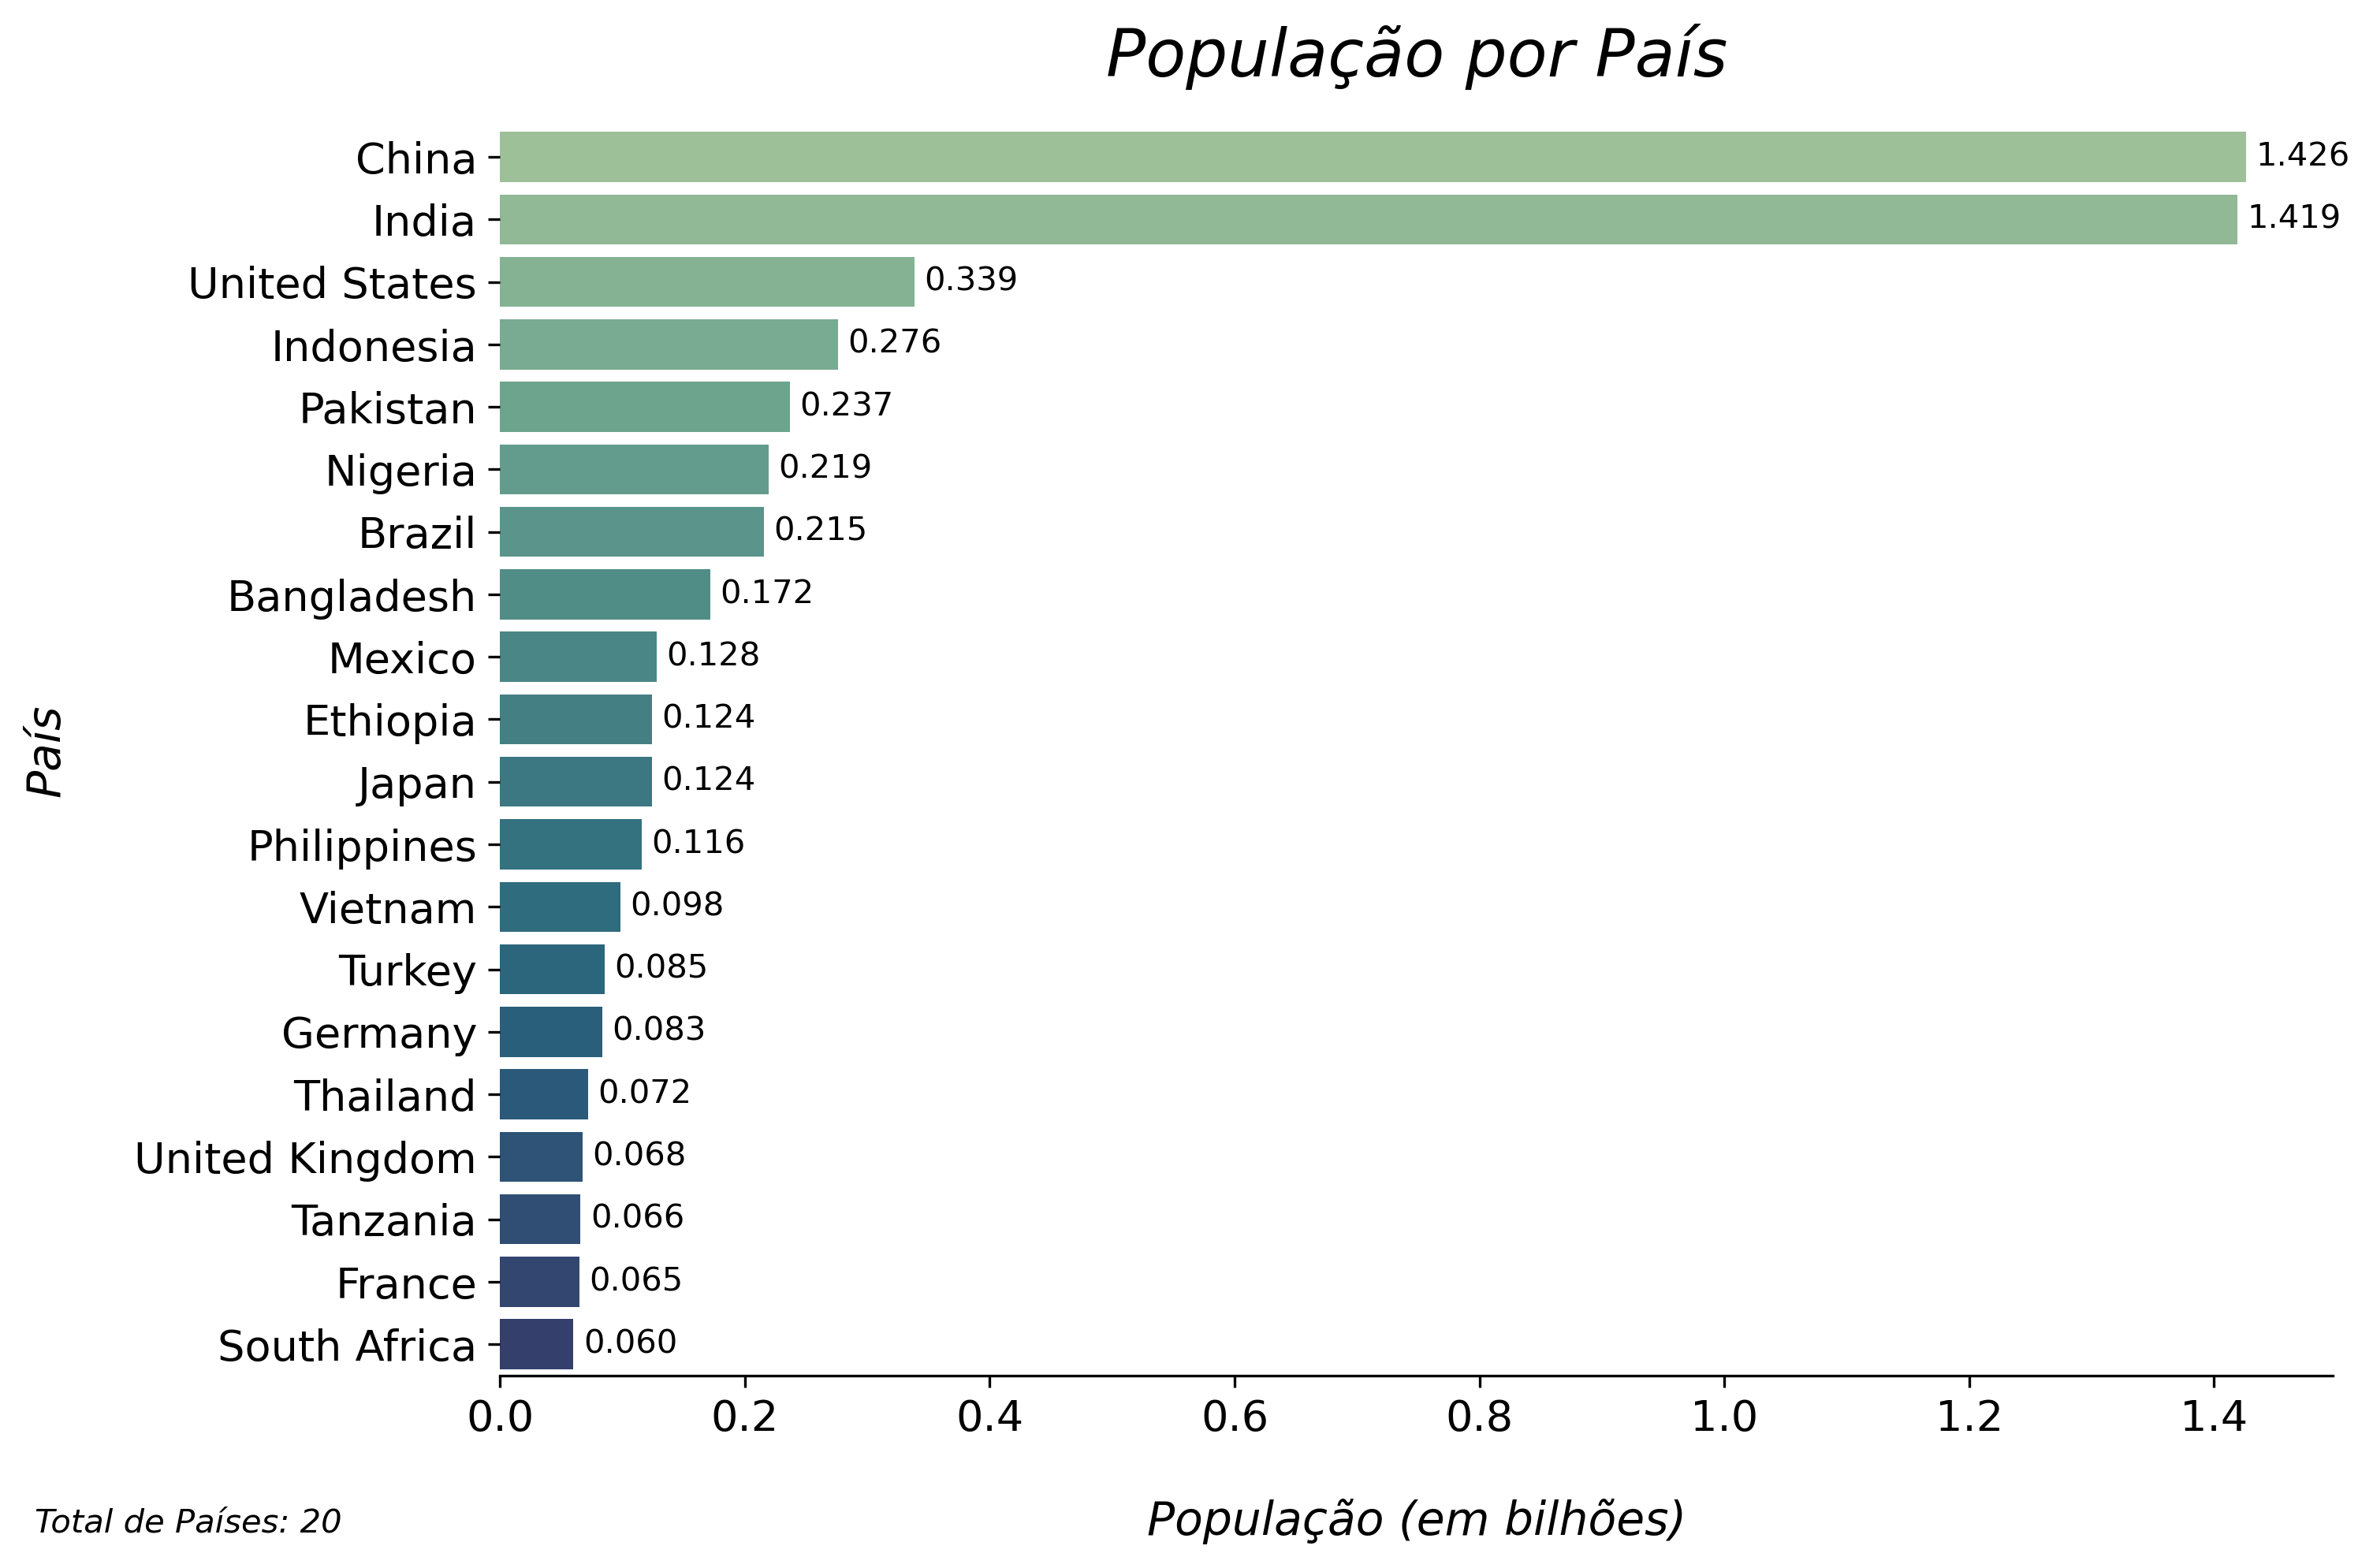 População por País
China 1.426
India 1.419
United States 0.339
Indonesia 0.276
Pakistan 0.237
Nigeria 0.219
Brazil 0.215
Bangladesh 0.172
Mexico 0.128
Ethiopia 0.124
Japan 0.124
Philippines 0.116
Vietnam 0.098
Turkey 0.085
Germany 0.083
Thailand 0.072
United Kingdom 0.068
Tanzania 0.066
France 0.065
South Africa 0.060
País
0.0 0.2 0.4 0.6 0.8 1.0 1.2 1.4
População (em bilhões)
Total de Países: 20